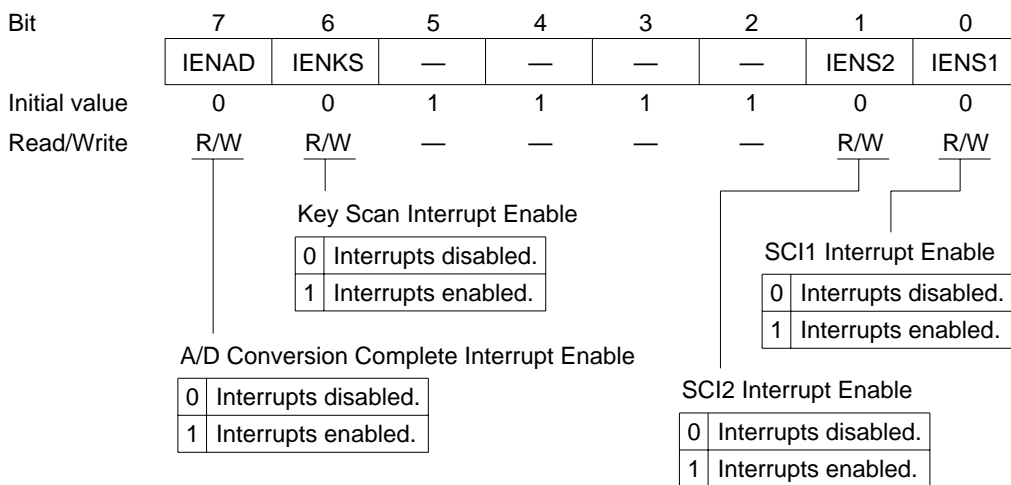 Bit 7 6 5 4 3 2 1 0
IENAD IENKS — — — — IENS2 IENS1
Initial value 0 0 1 1 1 1 0 0
Read/Write R/W R/W — — — — R/W R/W
Key Scan Interrupt Enable
0 Interrupts disabled.
1 Interrupts enabled.
SCI1 Interrupt Enable
0 Interrupts disabled.
1 Interrupts enabled.
A/D Conversion Complete Interrupt Enable
0 Interrupts disabled.
1 Interrupts enabled.
SCI2 Interrupt Enable
0 Interrupts disabled.
1 Interrupts enabled.